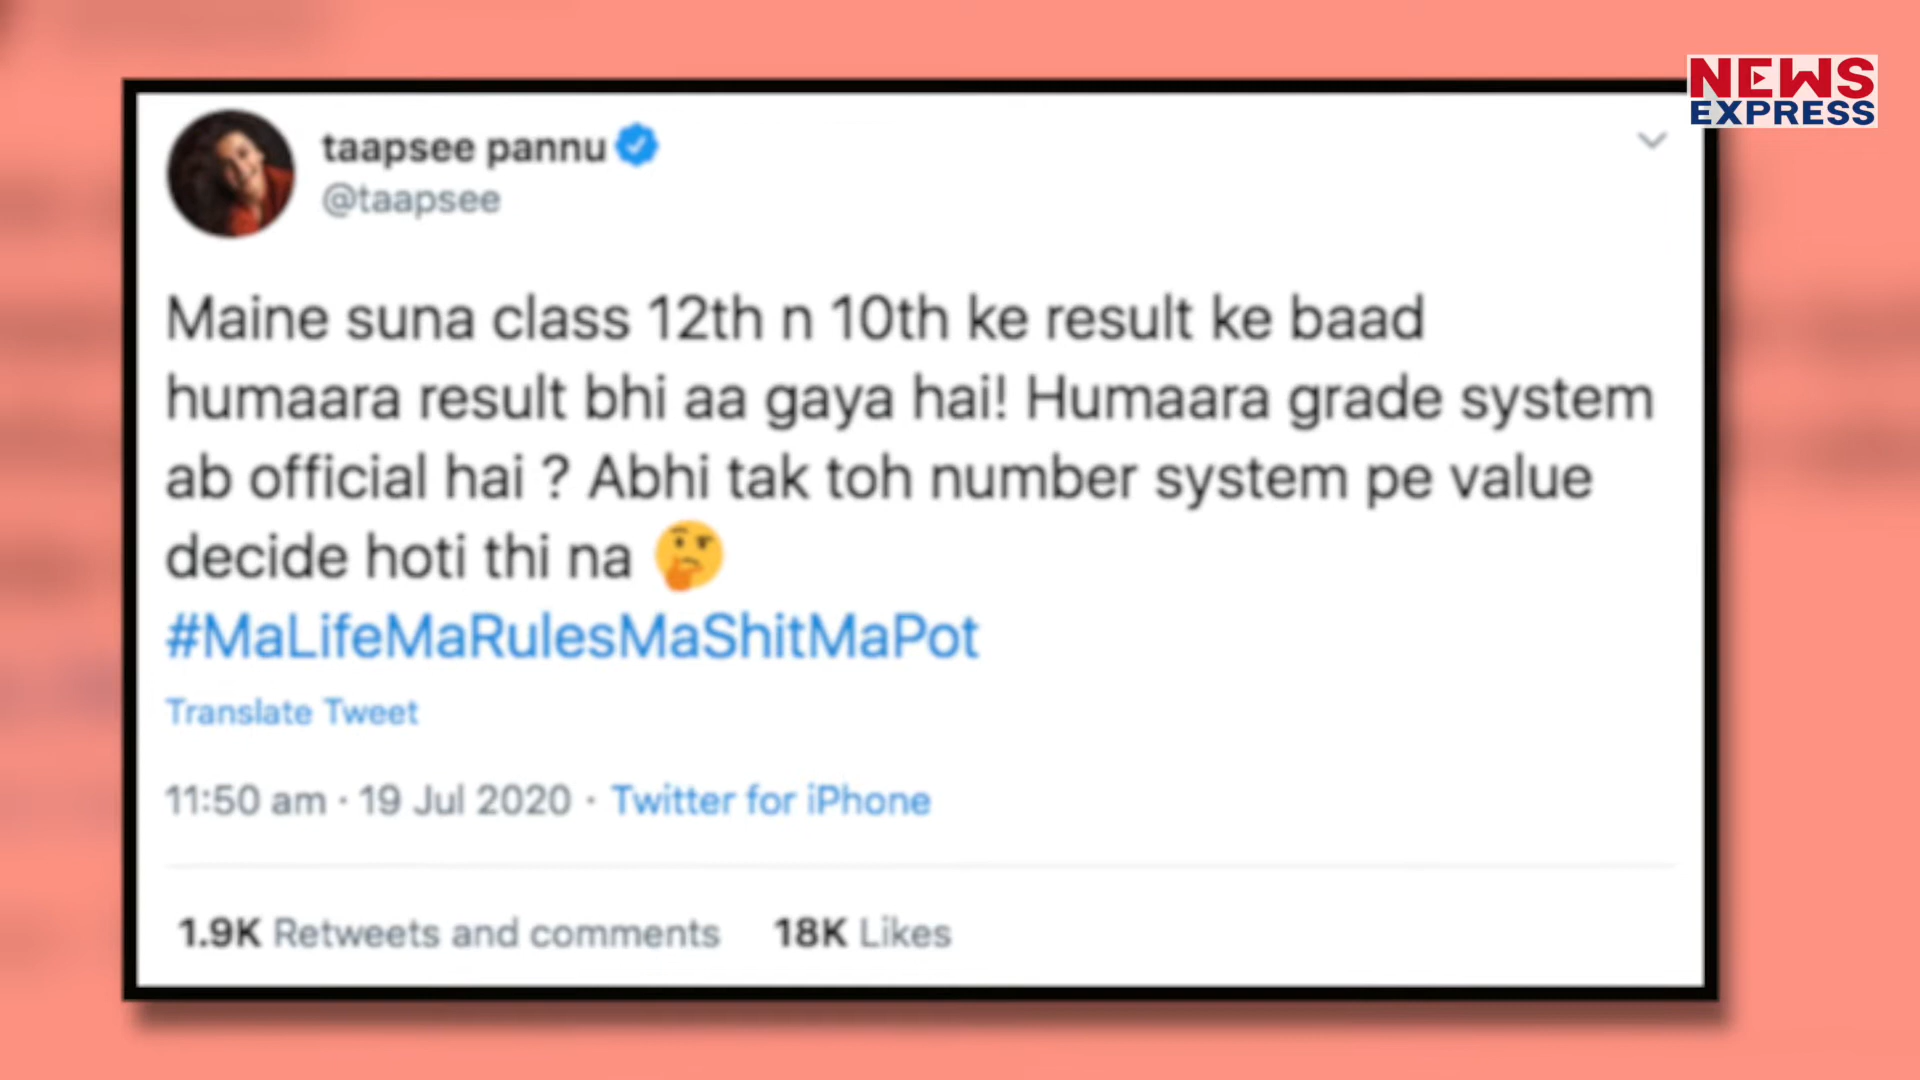 NEWS
EXPRESS
taapsee pannu
@taapsee
Maine suna class 12th n 10th ke result ke baad
humaara result bhi aa gaya hai! Humaara grade system
ab official hai ? Abhi tak toh number system pe value
decide hoti thi na 🤔
#MaLifeMaRulesMaShitMaPot
Translate Tweet
11:50 am · 19 Jul 2020 · Twitter for iPhone
1.9K Retweets and comments 18K Likes